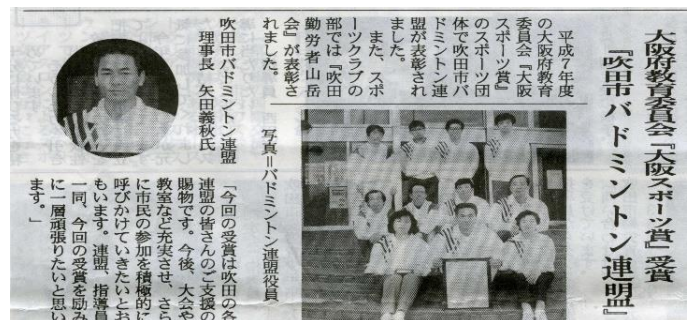 大阪府教育委員会『大阪スポーツ賞』受賞
『吹田市バドミントン連盟』
平成7年度
の大阪府教育
委員会『大阪
スポーツ賞』
のスポーツ団
体で吹田市バ
ドミントン連
盟が表彰され
ました。
また、スポ
ーツクラブの
部では『吹田
勤労者山岳
会』が表彰さ
れました。
写真=バドミントン連盟役員
吹田市バドミントン連盟
理事長 矢田義秋氏
「今回の受賞は吹田の各
連盟の皆さんのご支援の
賜物です。今後、大会や
教室など充実させ、さら
に市民の参加を積極的に
呼びかけていきたいとお
もいます。連盟、指導員
一同、今回の受賞を励み
に一層頑張りたいと思い
ます。」